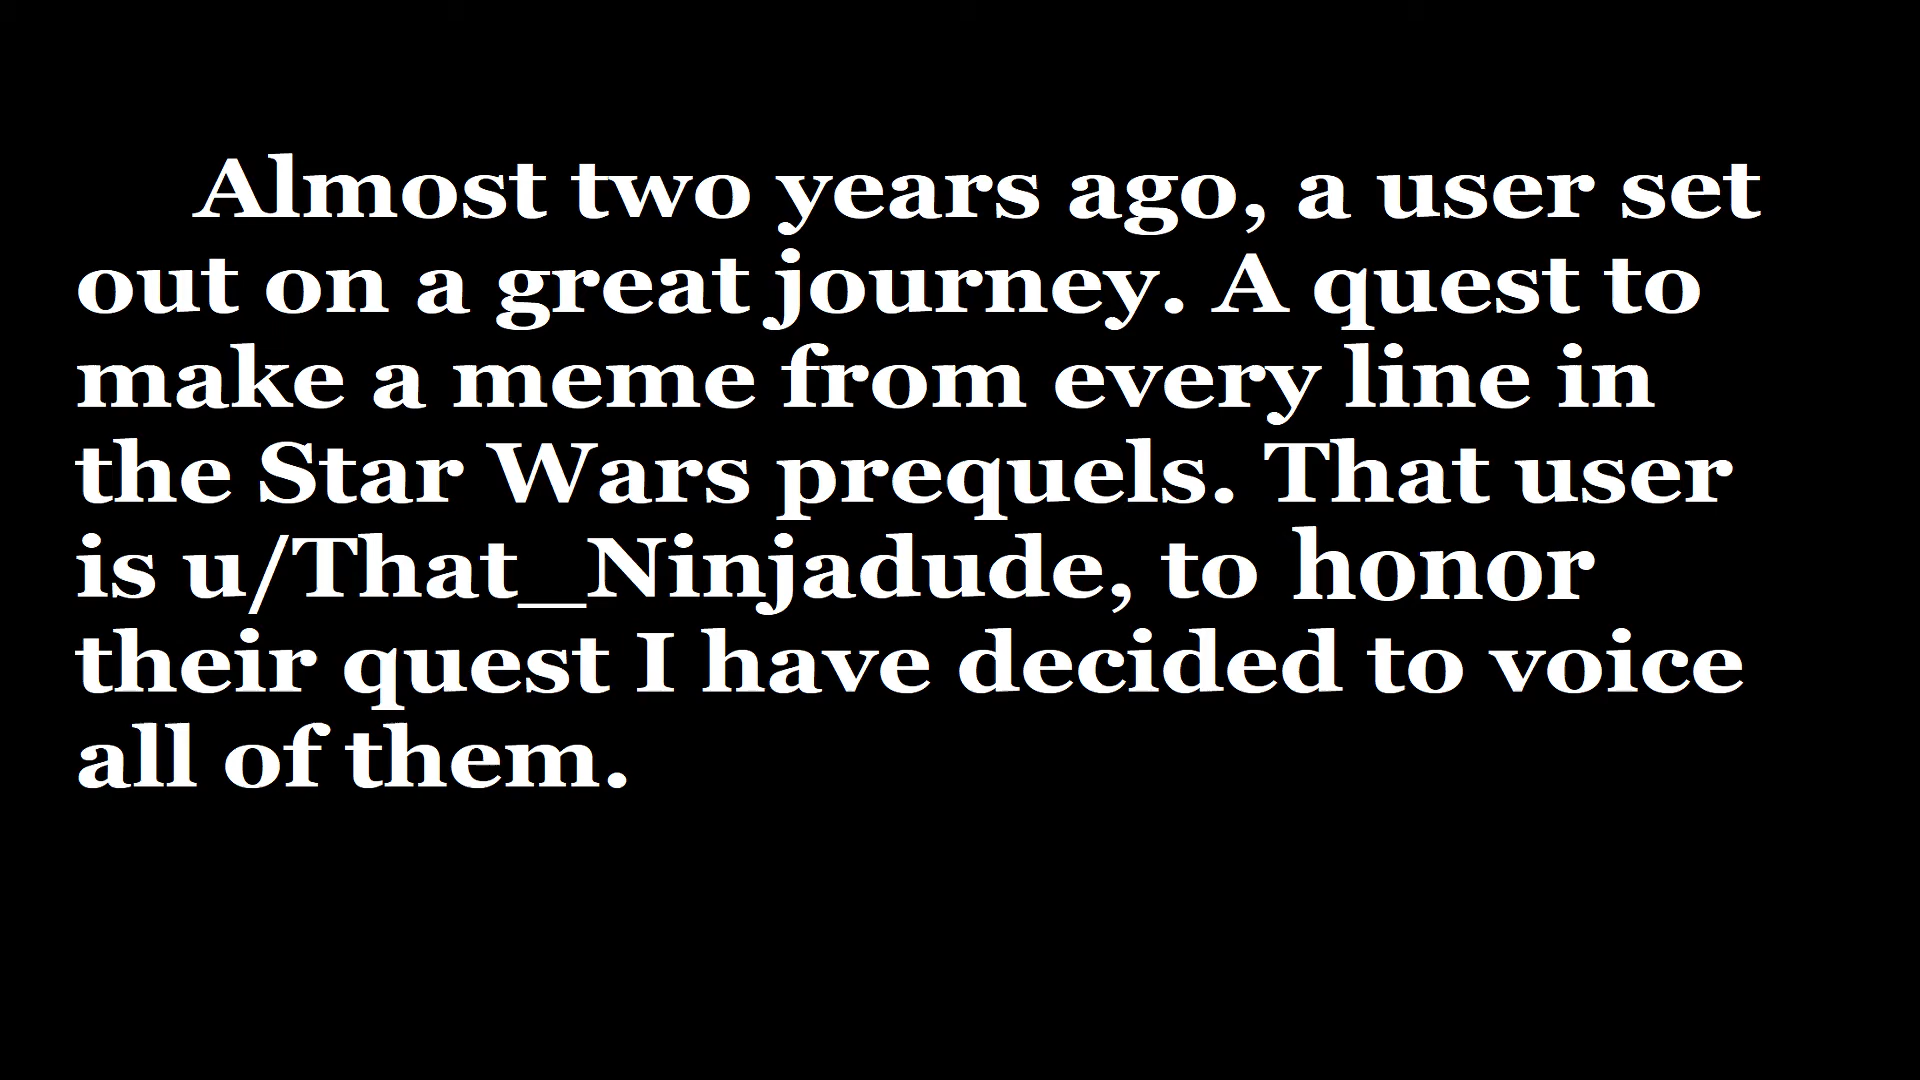 Almost two years ago, a user set
out on a great journey. A quest to
make a meme from every line in
the Star Wars prequels. That user
is u/That_Ninjadude, to honor
their quest I have decided to voice
all of them.